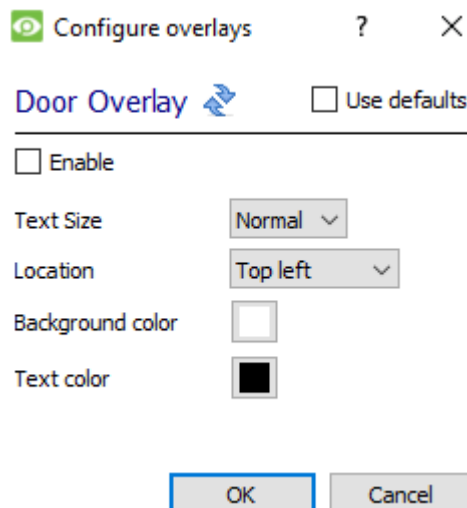 Configure overlays ?
Door Overlay Use defaults
Enable
Text Size Normal
Location Top left
Background color
Text color
OK Cancel